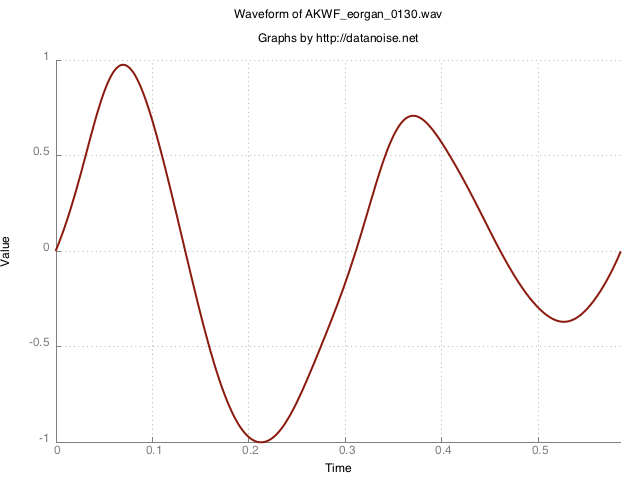 Waveform of AKWF_eorgan_0130.wav
Graphs by http://datanoise.net
1
0.5
0
-0.5
-1
Value
0 0.1 0.2 0.3 0.4 0.5
Time